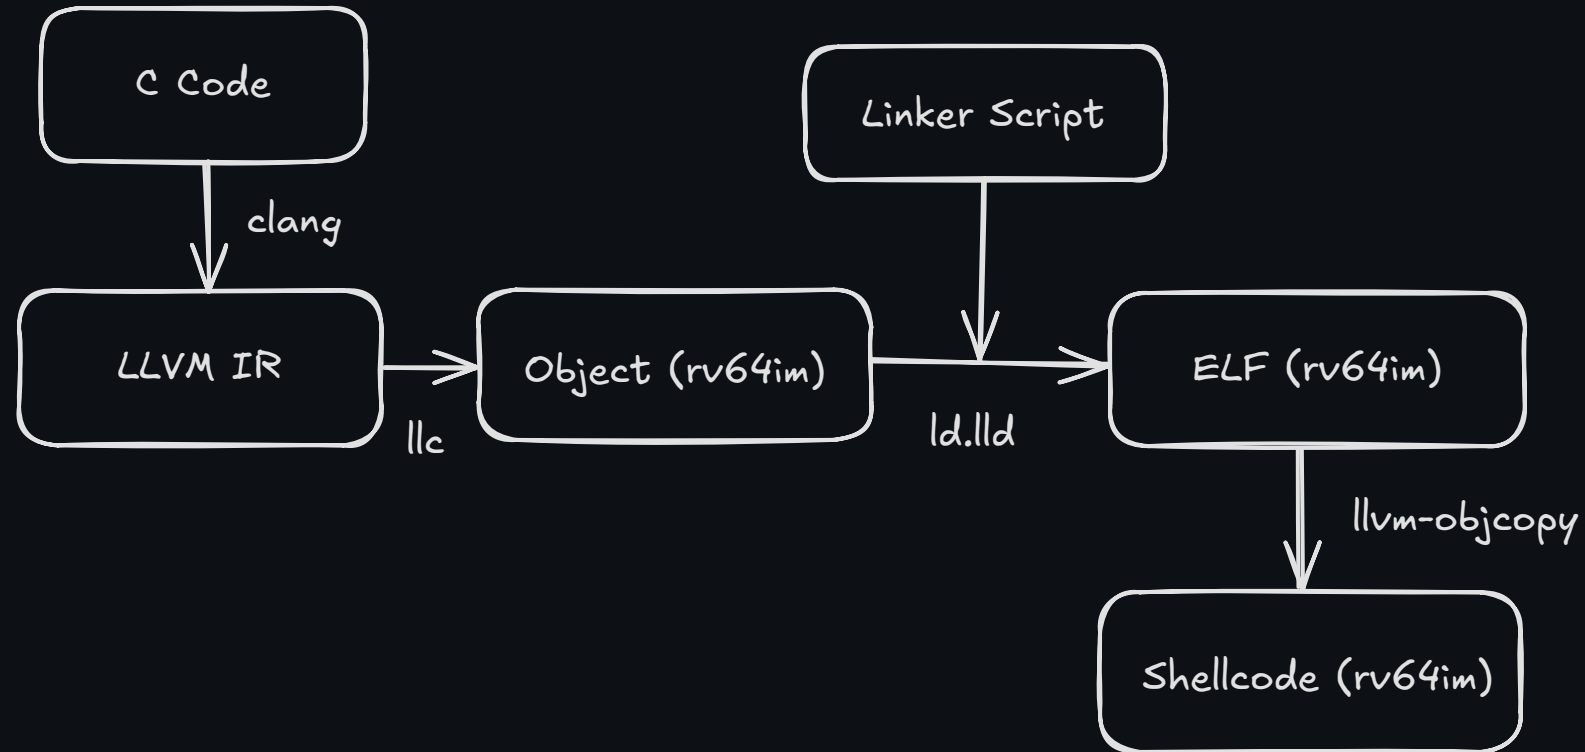 C Code
Linker Script
clang
LLVM IR
Object (rv64im)
ELF (rv64im)
llc
ld.lld
llvm-objcopy
Shellcode (rv64im)